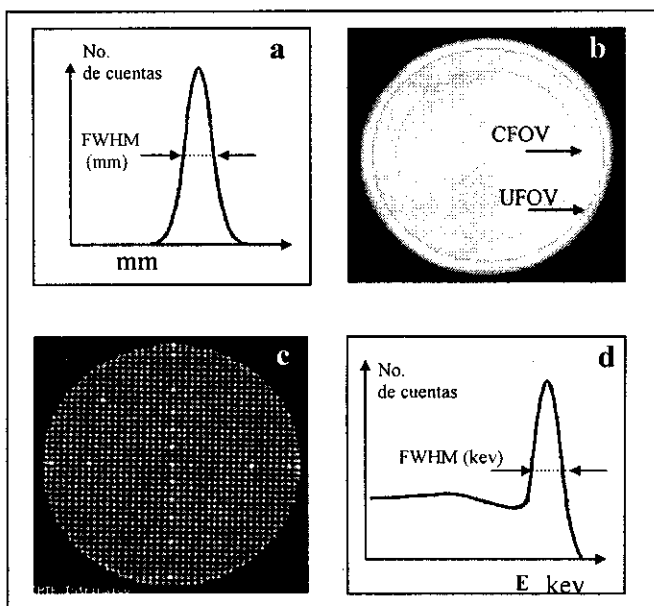 a
No.
de cuentas
FWHM
(mm)
mm
b
CFOV
UFOV
c
d
No.
de cuentas
FWHM (kev)
E kev